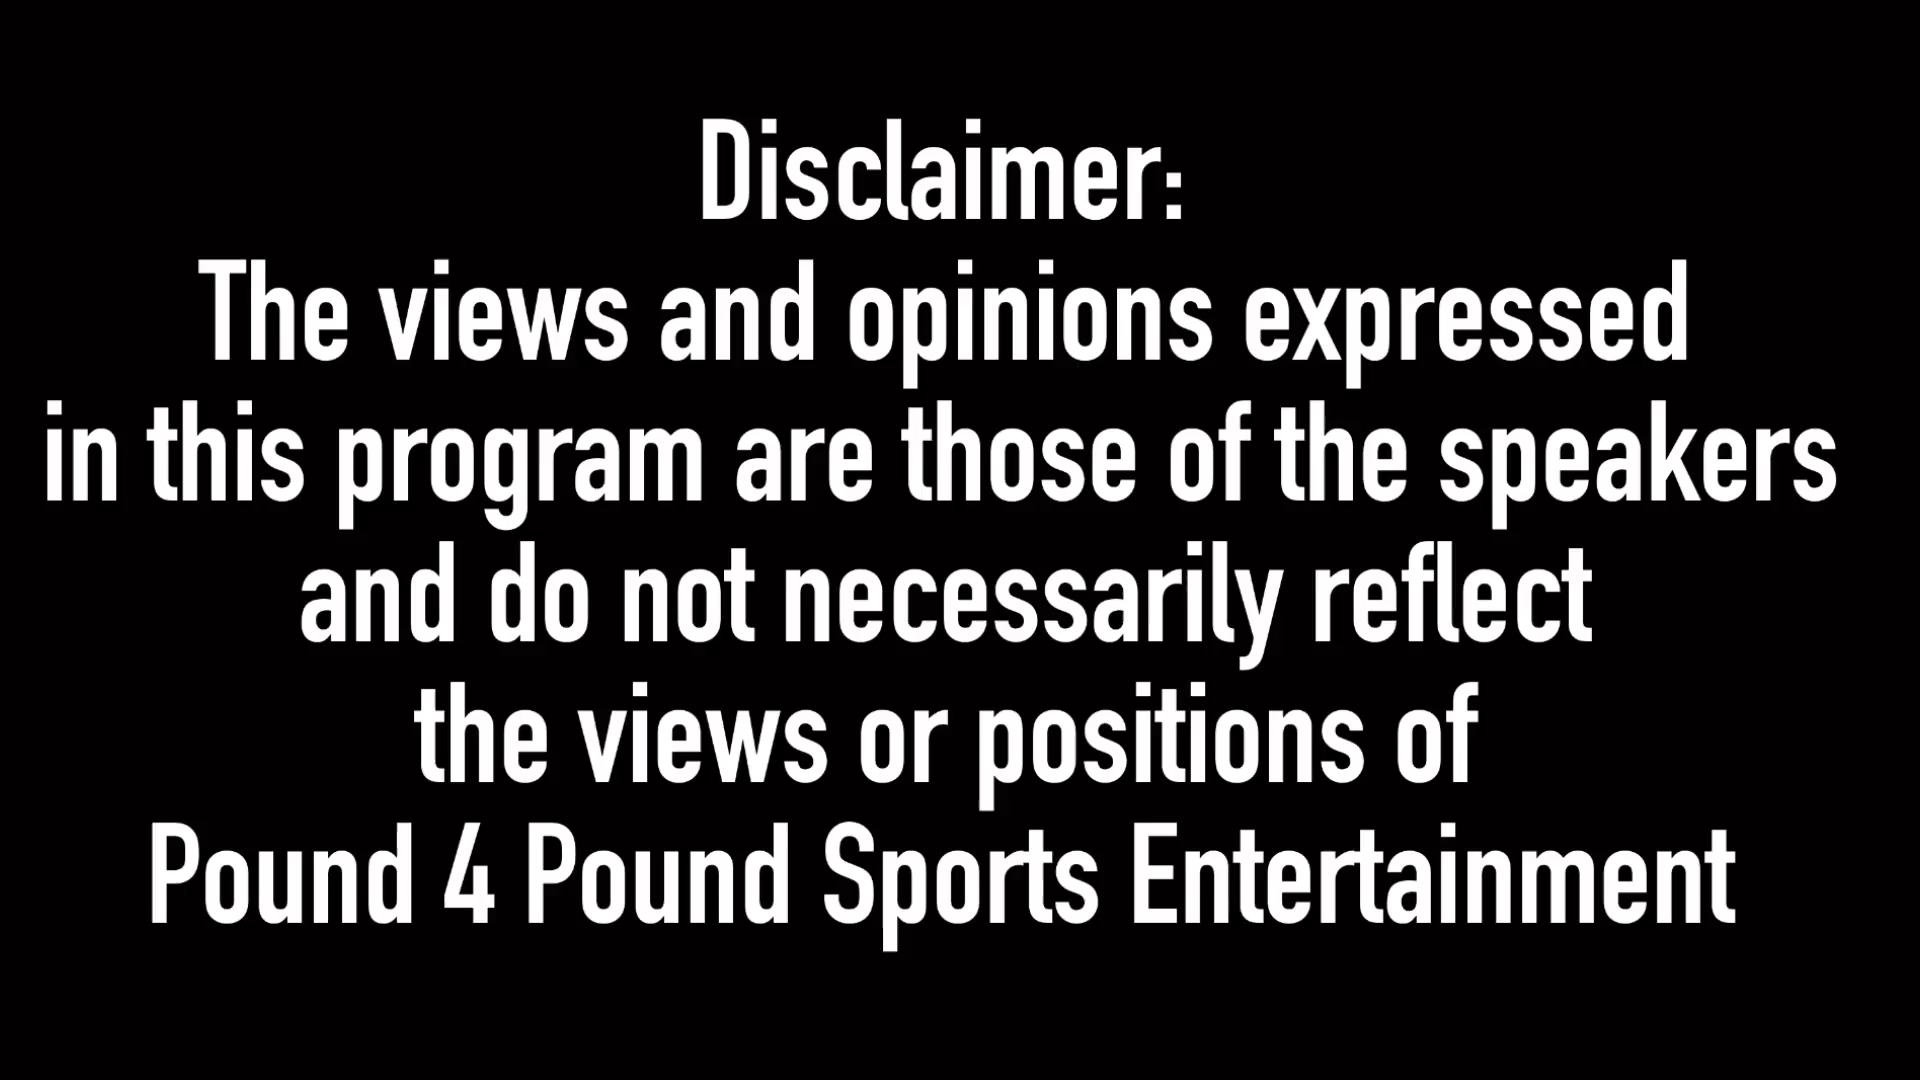 Disclaimer:
The views and opinions expressed
in this program are those of the speakers
and do not necessarily reflect
the views or positions of
Pound 4 Pound Sports Entertainment